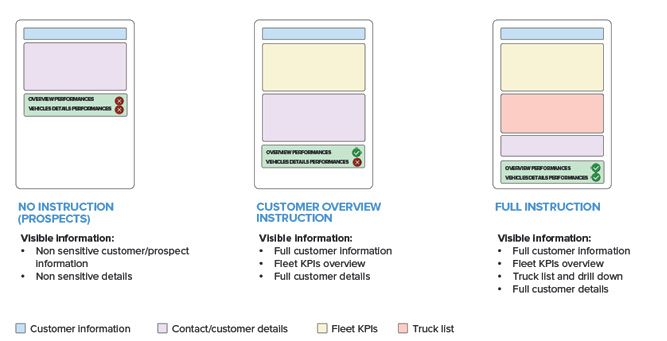 OVERVIEW PERFORMANCES
VEHICLES DETAILS PERFORMANCES
OVERVIEW PERFORMANCES
VEHICLES DETAILS PERFORMANCES
OVERVIEW PERFORMANCES
VEHICLES DETAILS PERFORMANCES
NO INSTRUCTION
(PROSPECTS)
Visible Information:
• Non sensitive customer/prospect
information
• Non sensitive details
CUSTOMER OVERVIEW
INSTRUCTION
Visible Information:
• Full customer information
• Fleet KPIs overview
• Full customer details
FULL INSTRUCTION
Visible Information:
• Full customer information
• Fleet KPIs overview
• Truck list and drill down
• Full customer details
Customer information
Contact/customer details
Fleet KPIs
Truck list